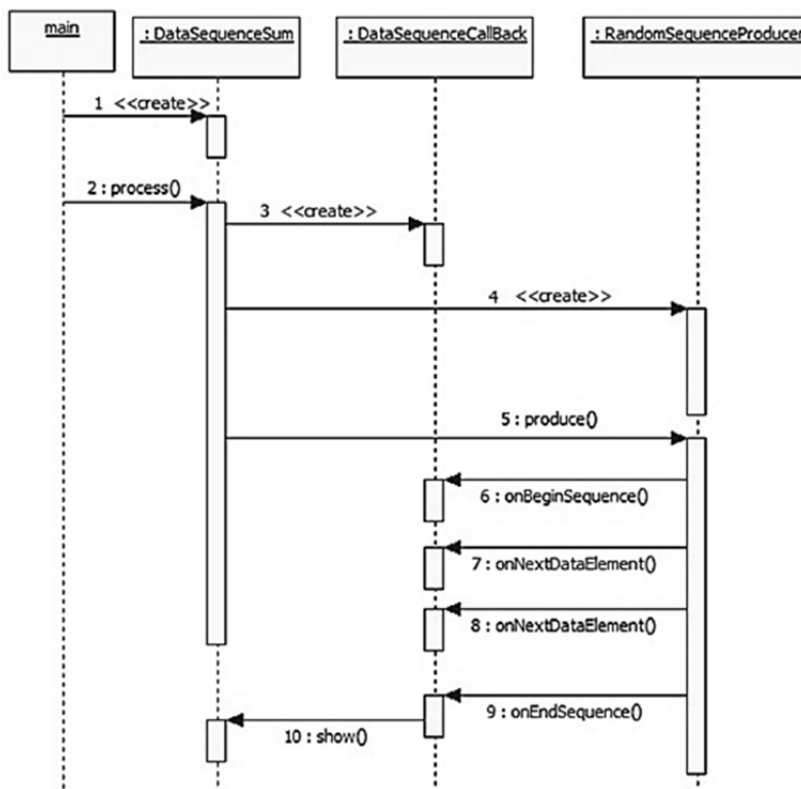 main
: DataSequenceSum
: DataSequenceCallBack
: RandomSequenceProducer
1 <<create>>
2 : process()
3 <<create>>
4 <<create>>
5 : produce()
6 : onBeginSequence()
7 : onNextDataElement()
8 : onNextDataElement()
9 : onEndSequence()
10 : show()